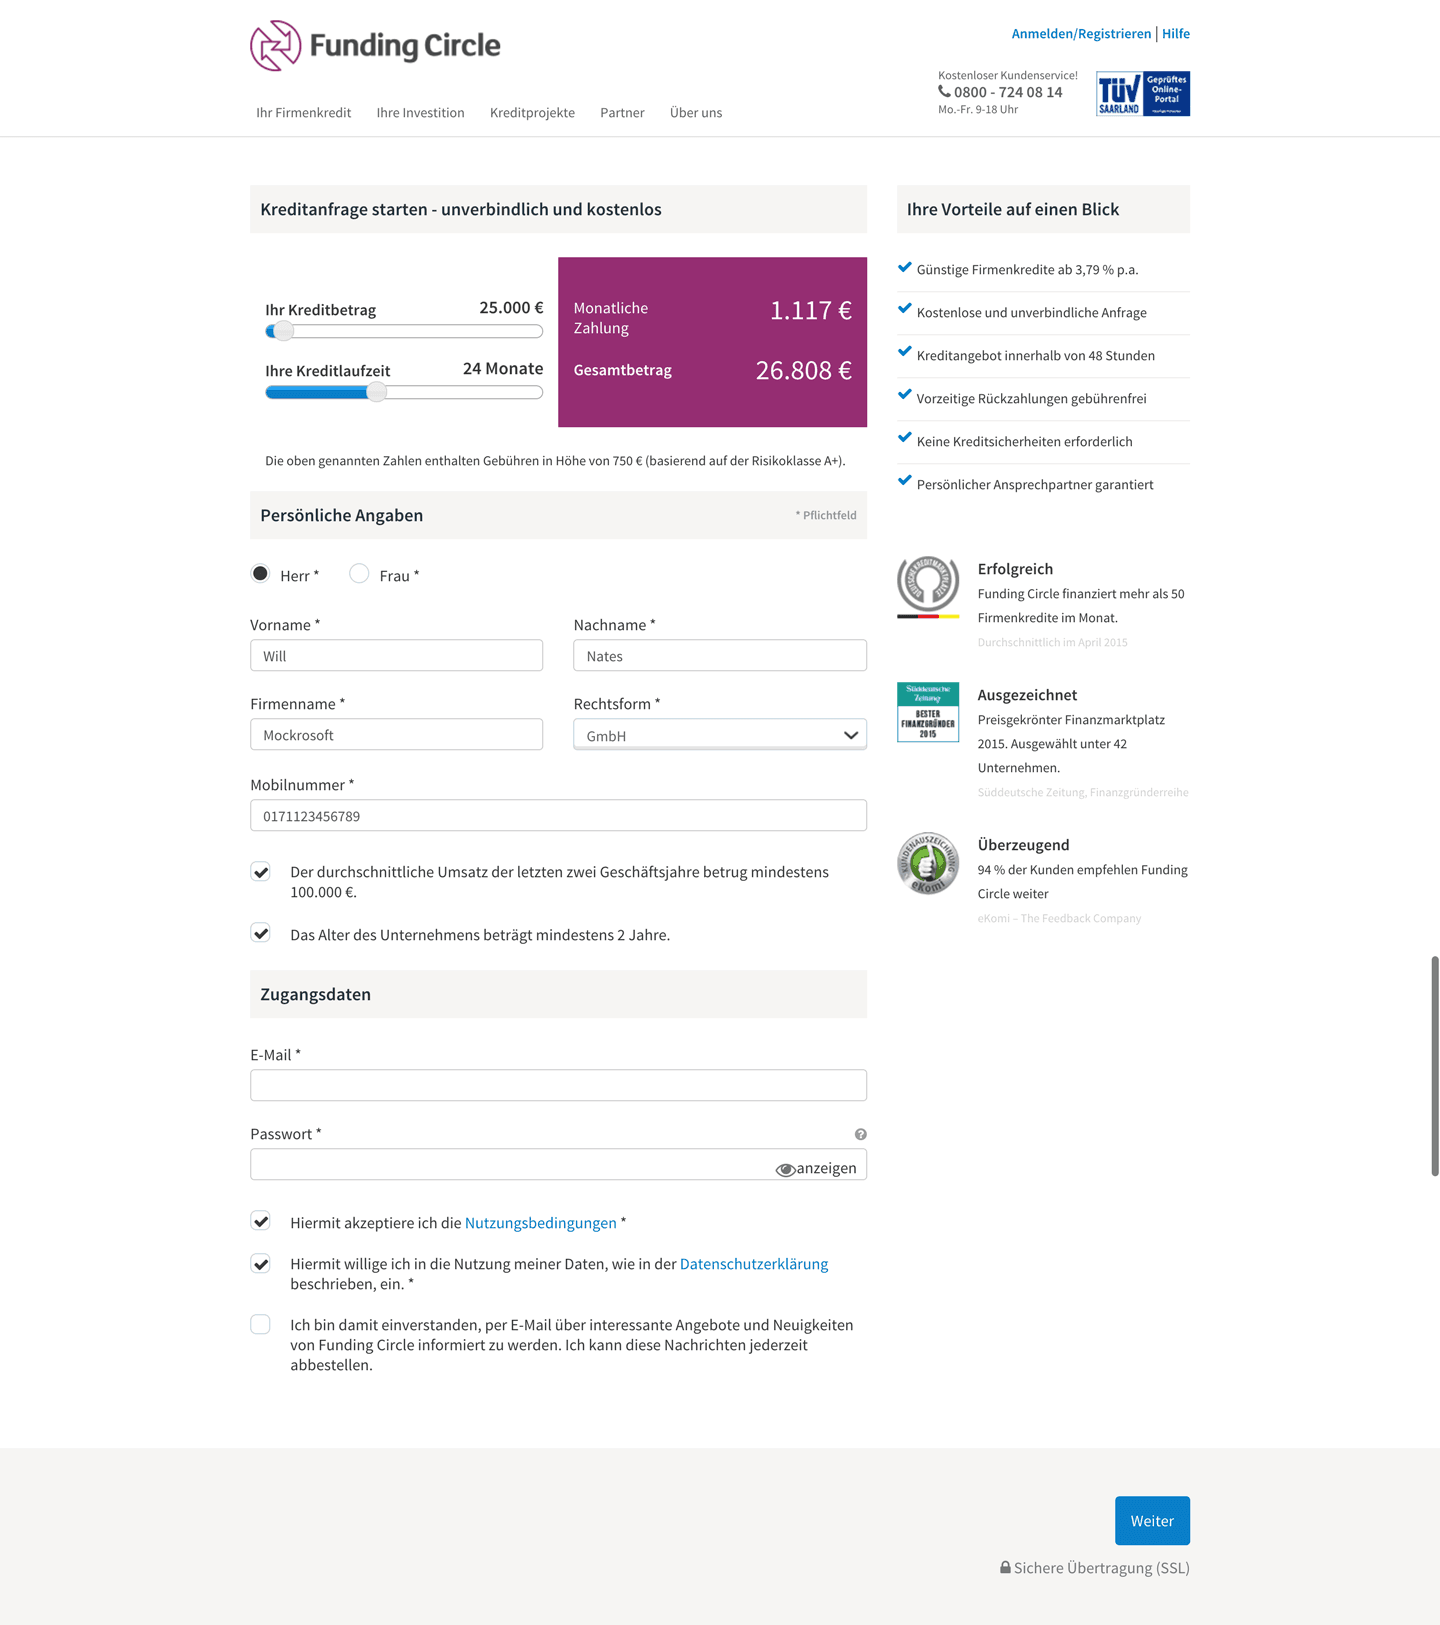 Funding Circle
Anmelden/Registrieren | Hilfe
Kostenloser Kundenservice!
0800 - 724 08 14
Mo.-Fr. 9-18 Uhr
TÜV
SAARLAND
Geprüftes
Online-
Portal
Ihr Firmenkredit Ihre Investition Kreditprojekte Partner Über uns
Kreditanfrage starten - unverbindlich und kostenlos
Ihr Kreditbetrag 25.000 €
Ihre Kreditlaufzeit 24 Monate
Monatliche
Zahlung
1.117 €
Gesamtbetrag 26.808 €
Die oben genannten Zahlen enthalten Gebühren in Höhe von 750 € (basierend auf der Risikoklasse A+).
Persönliche Angaben * Pflichtfeld
Herr * Frau *
Vorname * Nachname *
Will Nates
Firmenname * Rechtsform *
Mockrosoft GmbH
Mobilnummer *
0171123456789
Der durchschnittliche Umsatz der letzten zwei Geschäftsjahre betrug mindestens
100.000 €.
Das Alter des Unternehmens beträgt mindestens 2 Jahre.
Zugangsdaten
E-Mail *
Passwort * ?
anzeigen
Hiermit akzeptiere ich die Nutzungsbedingungen *
Hiermit willige ich in die Nutzung meiner Daten, wie in der Datenschutzerklärung
beschrieben, ein. *
Ich bin damit einverstanden, per E-Mail über interessante Angebote und Neuigkeiten
von Funding Circle informiert zu werden. Ich kann diese Nachrichten jederzeit
abbestellen.
Ihre Vorteile auf einen Blick
Günstige Firmenkredite ab 3,79 % p.a.
Kostenlose und unverbindliche Anfrage
Kreditangebot innerhalb von 48 Stunden
Vorzeitige Rückzahlungen gebührenfrei
Keine Kreditsicherheiten erforderlich
Persönlicher Ansprechpartner garantiert
Erfolgreich
Funding Circle finanziert mehr als 50
Firmenkredite im Monat.
Durchschnittlich im April 2015
Süddeutsche
Zeitung
BESTER
FINANZGRÜNDER
2015
Ausgezeichnet
Preisgekrönter Finanzmarktplatz
2015. Ausgewählt unter 42
Unternehmen.
Süddeutsche Zeitung, Finanzgründerreihe
KUNDENAUSZEICHNUNG
eKomi
Überzeugend
94 % der Kunden empfehlen Funding
Circle weiter
eKomi – The Feedback Company
Weiter
Sichere Übertragung (SSL)